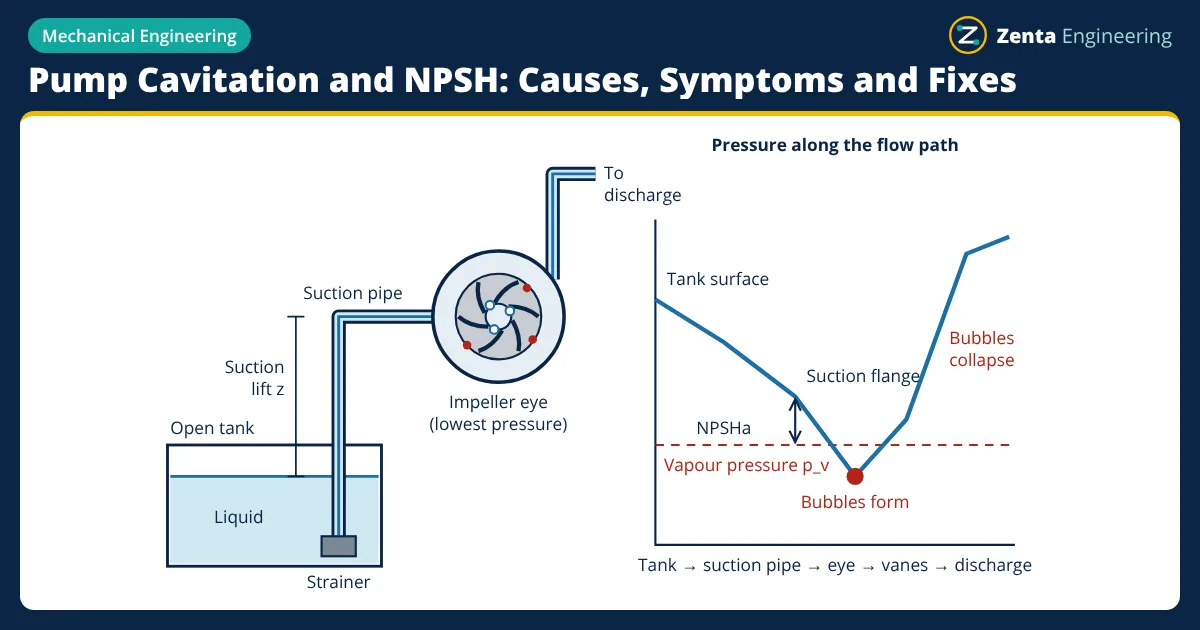 Mechanical Engineering
Zenta Engineering
Pump Cavitation and NPSH: Causes, Symptoms and Fixes
Pressure along the flow path
To
discharge
Suction pipe
Tank surface
Suction
lift z
Bubbles
collapse
Suction flange
Impeller eye
(lowest pressure)
Open tank
NPSHa
Vapour pressure p_v
Bubbles form
Liquid
Strainer
Tank → suction pipe → eye → vanes → discharge